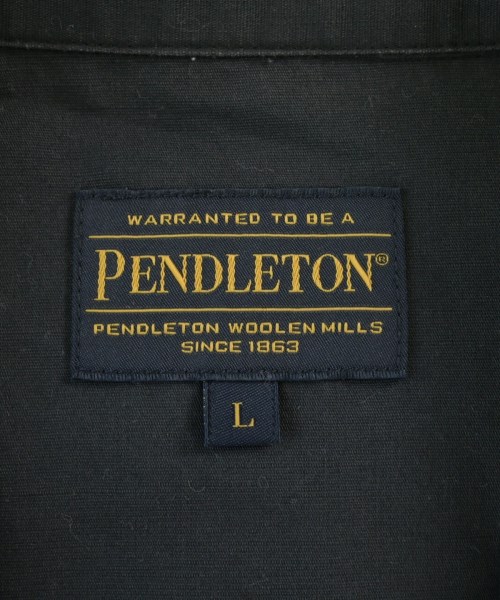 WARRANTED TO BE A
PENDLETON®
PENDLETON WOOLEN MILLS
SINCE 1863
L